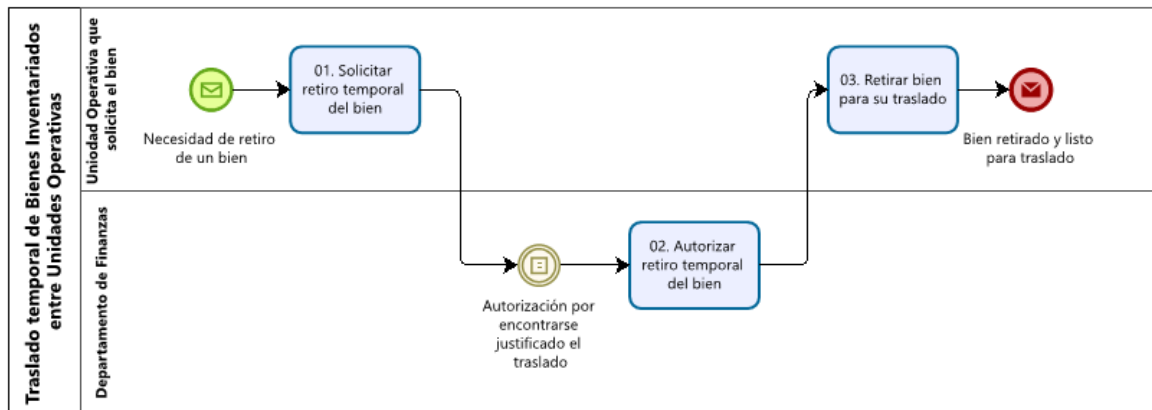 Traslado temporal de Bienes Inventariados
entre Unidades Operativas
Uniodad Operativa que
solicita el bien
Necesidad de retiro
de un bien
01. Solicitar
retiro temporal
del bien
03. Retirar bien
para su traslado
Bien retirado y listo
para traslado
Departamento de Finanzas
Autorización por
encontrarse
justificado el
traslado
02. Autorizar
retiro temporal
del bien